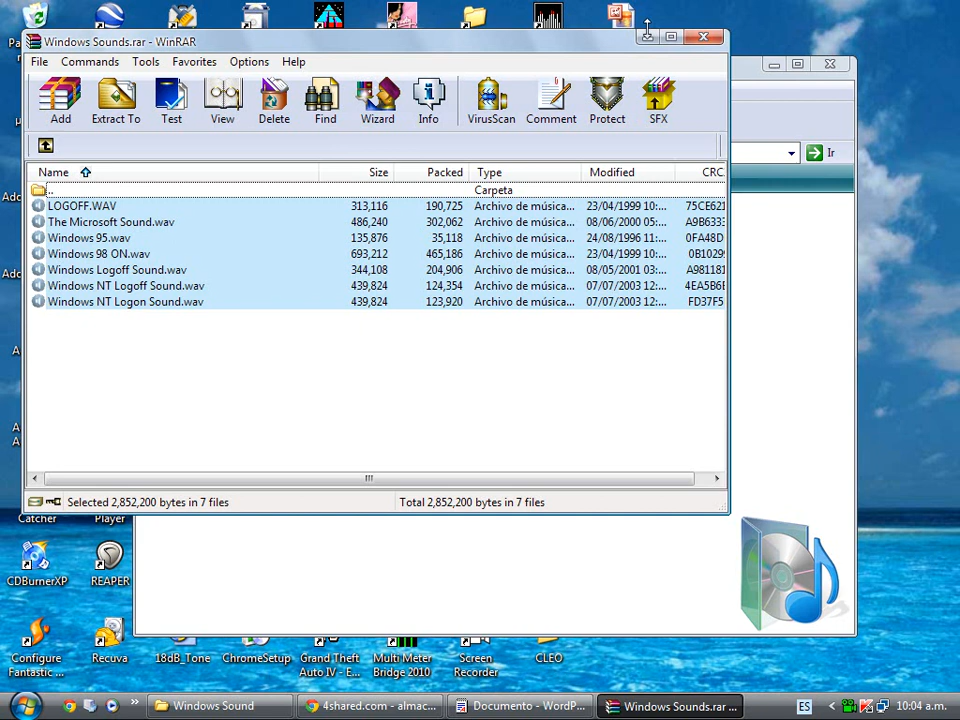 Windows Sounds.rar - WinRAR
File Commands Tools Favorites Options Help
Add Extract To Test View Delete Find Wizard Info VirusScan Comment Protect SFX
Ir
Name Size Packed Type Modified CRC
.. Carpeta
LOGOFF.WAV 313,116 190,725 Archivo de música... 23/04/1999 10:... 75CE621
The Microsoft Sound.wav 486,240 302,062 Archivo de música... 08/06/2000 05:... A9B633
Windows 95.wav 135,876 35,118 Archivo de música... 24/08/1996 11:... 0FA48D
Windows 98 ON.wav 693,212 465,186 Archivo de música... 23/04/1999 10:... 0B1029
Windows Logoff Sound.wav 344,108 204,906 Archivo de música... 08/05/2001 03:... A98118
Windows NT Logoff Sound.wav 439,824 124,354 Archivo de música... 07/07/2003 12:... 4EA5B6
Windows NT Logon Sound.wav 439,824 123,920 Archivo de música... 07/07/2003 12:... FD37F5
Selected 2,852,200 bytes in 7 files Total 2,852,200 bytes in 7 files
Catcher Player
CDBurnerXP REAPER
Configure Recuva 18dB_Tone ChromeSetup Grand Theft Multi Meter Screen CLEO
Fantastic ... Auto IV - E... Bridge 2010 Recorder
Windows Sound 4shared.com - almac... Documento - WordP... Windows Sounds.rar ... ES 10:04 a.m.